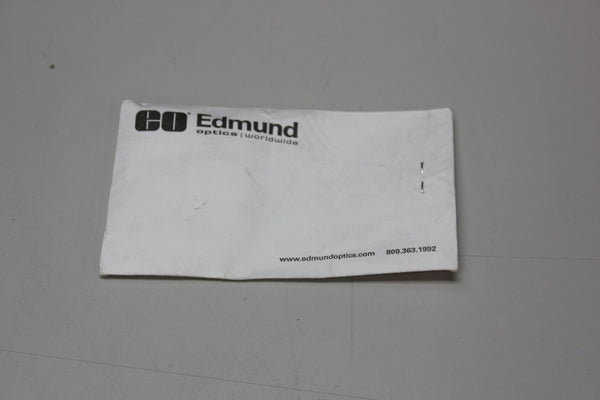 eo Edmund
optics | worldwide
www.edmundoptics.com 800.363.1992